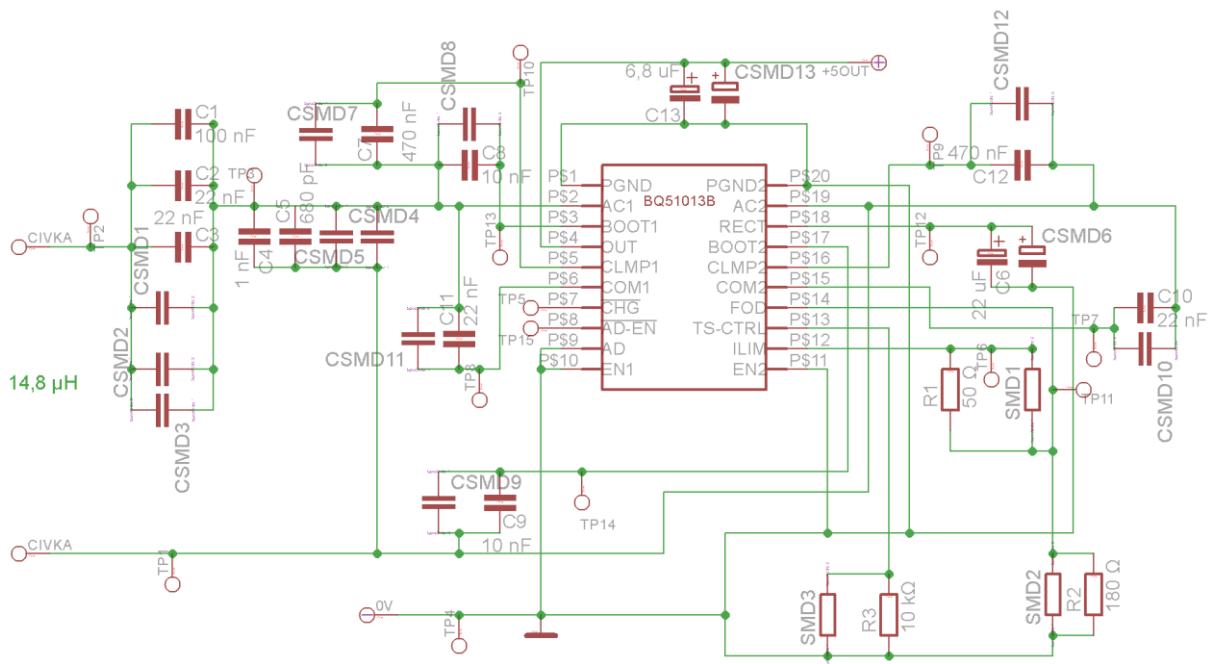 CIVKA
TP2
C1
100 nF
C2
22 nF
22 nF
C3
CSMD1
CSMD2
CSMD3
14,8 µH
TP3
1 nF
C4
C5
680 pF
CSMD5
CSMD4
CSMD7
C7
470 nF
CSMD8
C8
10 nF
TP10
TP13
6,8 uF
C13
CSMD13
+5OUT
CSMD12
TP9
470 nF
C12
BQ51013B
P$1
PGND
PGND2
P$20
P$2
AC1
AC2
P$19
P$3
BOOT1
RECT
P$18
P$4
OUT
BOOT2
P$17
P$5
CLMP1
CLMP2
P$16
P$6
COM1
COM2
P$15
P$7
CHG
FOD
P$14
P$8
AD-EN
TS-CTRL
P$13
P$9
AD
ILIM
P$12
P$10
EN1
EN2
P$11
TP12
22 uF
C6
CSMD6
TP5
TP15
C11
22 nF
CSMD11
TP8
TP7
C10
22 nF
CSMD10
R1
50 Ω
TP6
SMD1
TP11
CSMD9
C9
10 nF
TP14
CIVKA
TP1
0V
TP4
SMD3
R3
10 kΩ
SMD2
R2
180 Ω